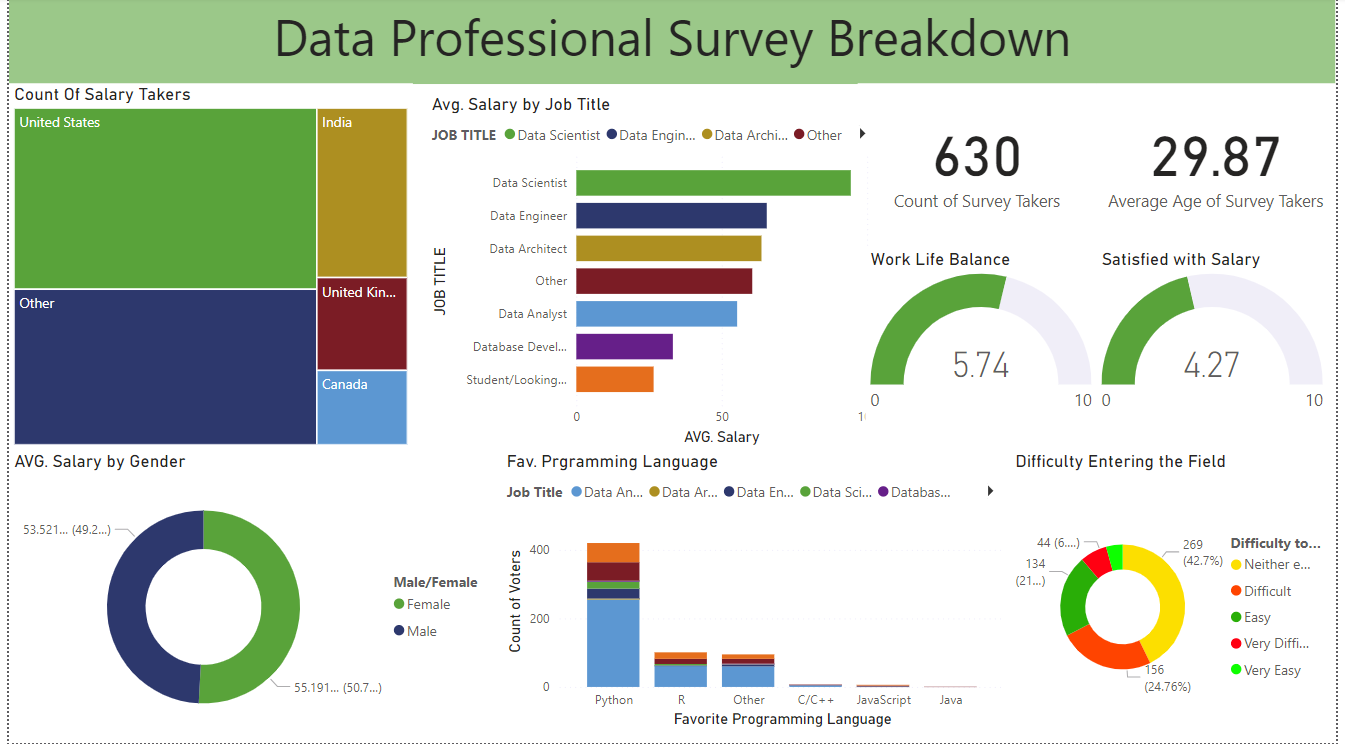 Data Professional Survey Breakdown
Count Of Salary Takers
United States
India
Other
United Kin...
Canada
Avg. Salary by Job Title
JOB TITLE Data Scientist Data Engin... Data Archi... Other
JOB TITLE
Data Scientist
Data Engineer
Data Architect
Other
Data Analyst
Database Devel...
Student/Looking...
0 50
AVG. Salary
630
Count of Survey Takers
29.87
Average Age of Survey Takers
Work Life Balance
5.74
0 10
Satisfied with Salary
4.27
0 10
AVG. Salary by Gender
53.521... (49.2...)
55.191... (50.7...)
Male/Female
Female
Male
Fav. Prgramming Language
Job Title Data An... Data Ar... Data En... Data Sci... Databas...
Count of Voters
400
200
0
Python R Other C/C++ JavaScript Java
Favorite Programming Language
Difficulty Entering the Field
44 (6....)
134
(21...)
269
(42.7%)
156
(24.76%)
Difficulty to...
Neither e...
Difficult
Easy
Very Diffi...
Very Easy